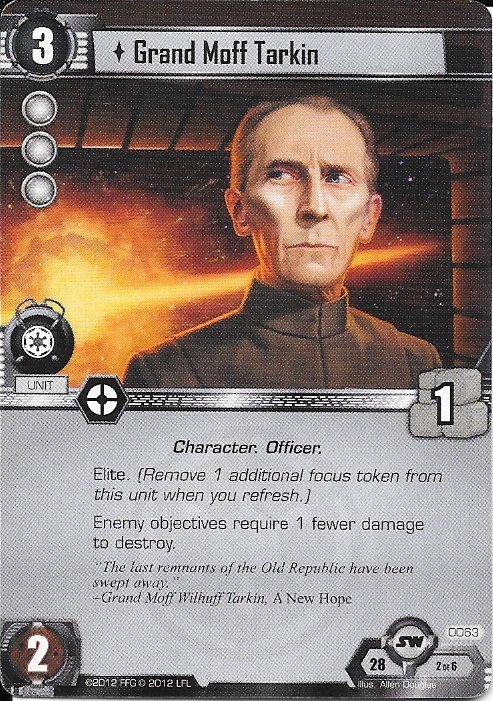 3
Grand Moff Tarkin
UNIT
1
Character. Officer.
Elite. (Remove 1 additional focus token from
this unit when you refresh.)
Enemy objectives require 1 fewer damage
to destroy.
"The last remnants of the Old Republic have been
swept away."
–Grand Moff Wilhuff Tarkin, A New Hope
2
0063
SW
28
2 OF 6
©2012 FFG © 2012 LFL
Illus. Allen Douglas